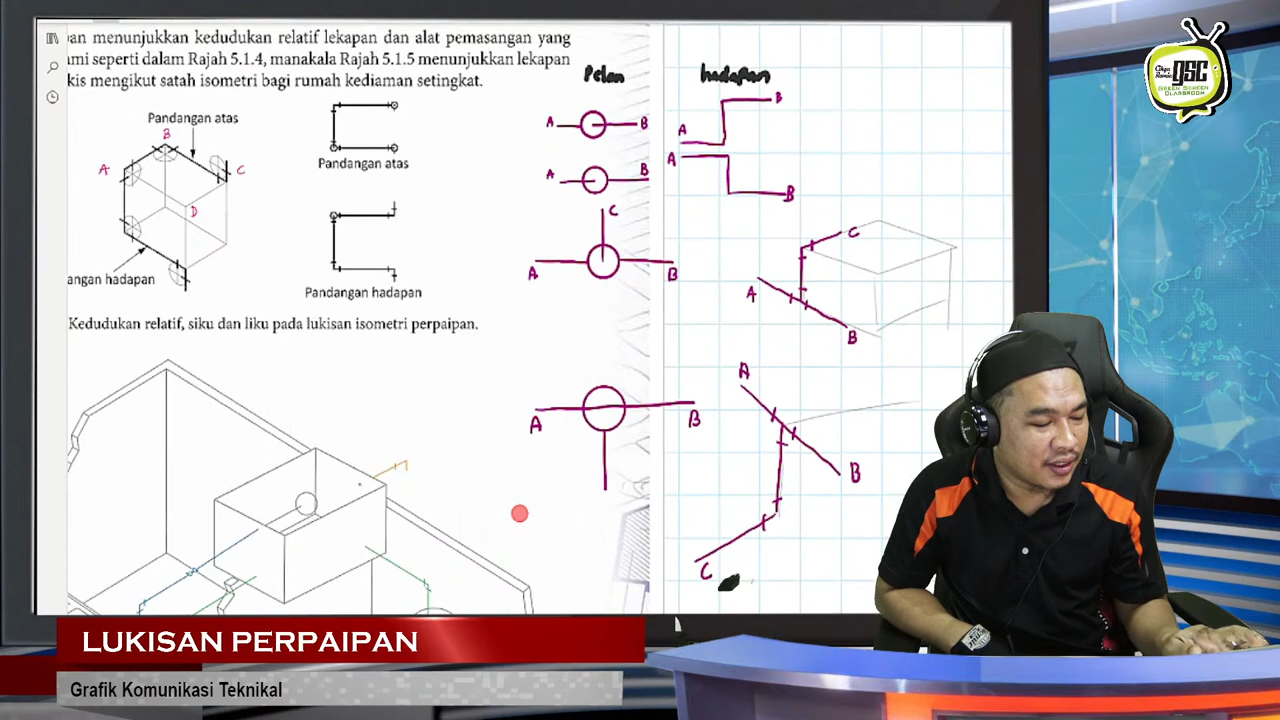 pan menunjukkan kedudukan relatif lekapan dan alat pemasangan yang
ami seperti dalam Rajah 5.1.4, manakala Rajah 5.1.5 menunjukkan lekapan
kis mengikut satah isometri bagi rumah kediaman setingkat.
Pelan
hadapan
Pandangan atas
A
B
C
D
angan hadapan
Pandangan atas
Pandangan hadapan
A
B
A
B
C
A
B
A
B
A
B
A
B
C
A
B
A
B
C
Kedudukan relatif, siku dan liku pada lukisan isometri perpaipan.
GSC
GREEN SCREEN
CLASSROOM
LUKISAN PERPAIPAN
Grafik Komunikasi Teknikal